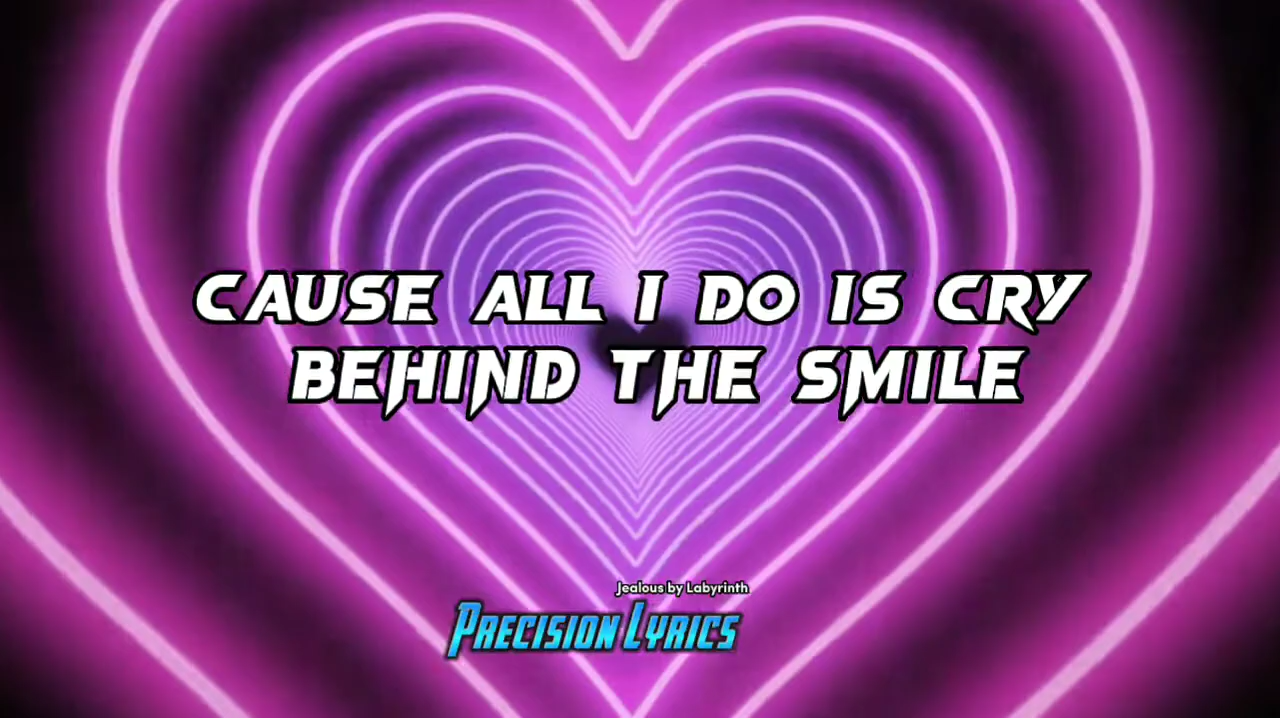 CAUSE ALL I DO IS CRY
BEHIND THE SMILE
Jealous by Labyrinth
PRECISION LYRICS